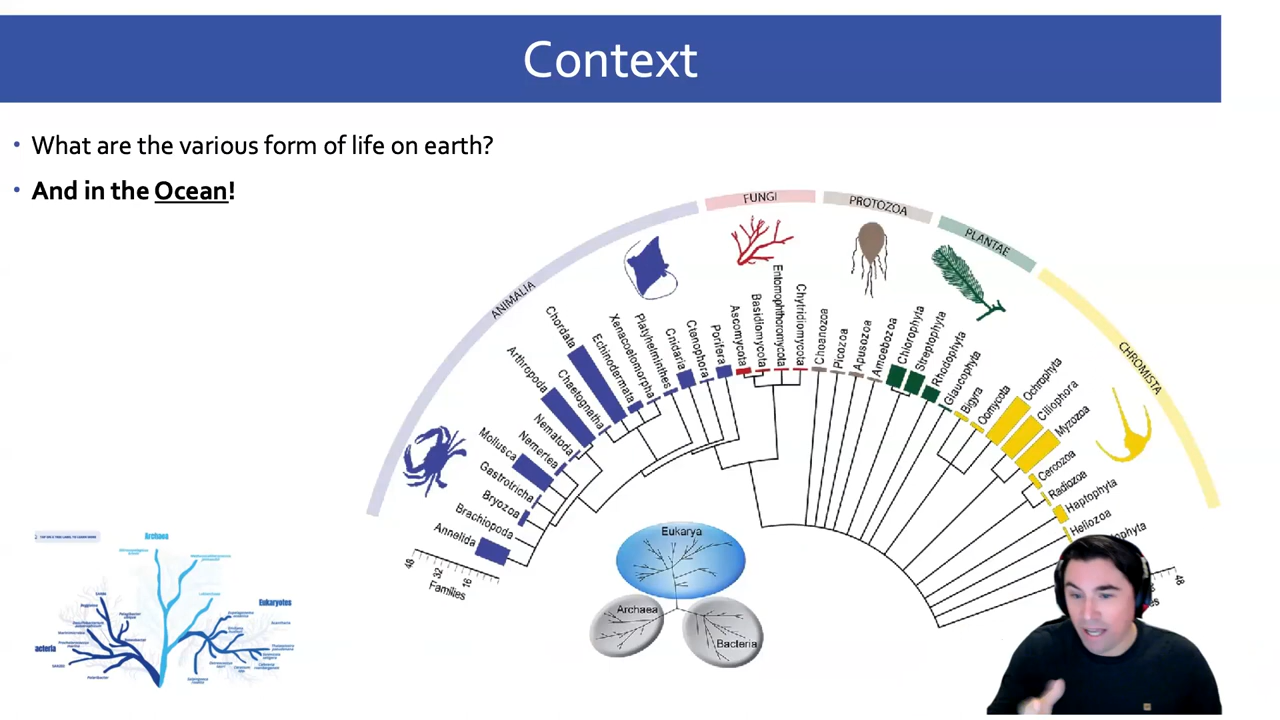 Context
What are the various form of life on earth?
And in the Ocean!
ANIMALIA
FUNGI
PROTOZOA
PLANTAE
CHROMISTA
Annelida
Brachiopoda
Bryozoa
Gastrotricha
Mollusca
Nemertea
Nematoda
Arthropoda
Chaetognatha
Chordata
Echinodermata
Xenacoelomorpha
Platyhelminthes
Cnidaria
Ctenophora
Porifera
Ascomycota
Basidiomycota
Entomophthoromycota
Chytridiomycota
Choanozoa
Picozoa
Apusozoa
Amoebozoa
Chlorophyta
Streptophyta
Rhodophyta
Glaucophyta
Bigyra
Oomycota
Ochrophyta
Ciliophora
Myzozoa
Cercozoa
Radiozoa
Haptophyta
Heliozoa
48
32
16
Families
48
Eukarya
Archaea
Bacteria
Archaea
Eukaryotes
acteria